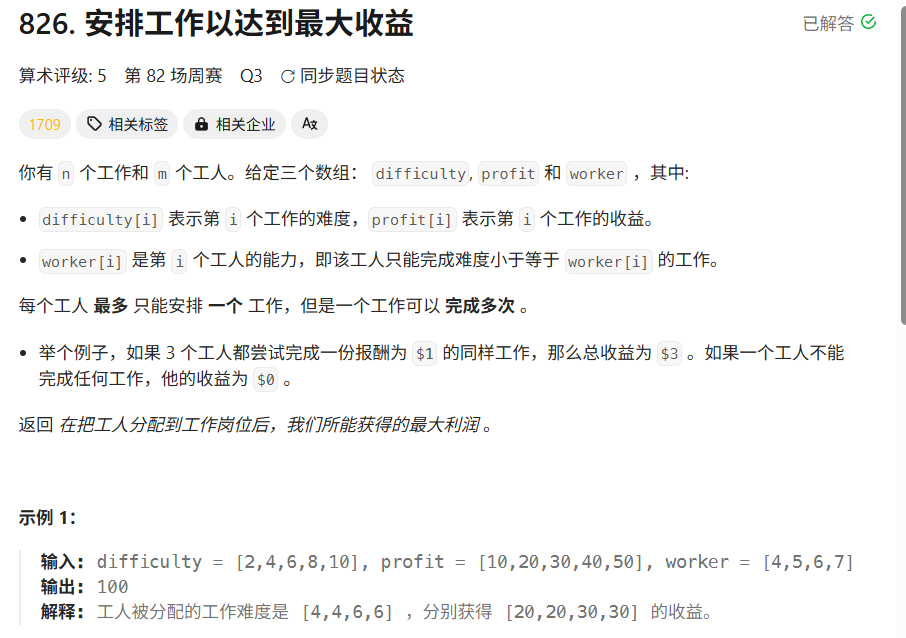 826. 安排工作以达到最大收益
已解答
算术评级: 5 第 82 场周赛 Q3 同步题目状态
1709 相关标签 相关企业
你有 n 个工作和 m 个工人。给定三个数组： difficulty, profit 和 worker ，其中:
• difficulty[i] 表示第 i 个工作的难度，profit[i] 表示第 i 个工作的收益。
• worker[i] 是第 i 个工人的能力，即该工人只能完成难度小于等于 worker[i] 的工作。
每个工人 最多 只能安排 一个 工作，但是一个工作可以 完成多次 。
• 举个例子，如果 3 个工人都尝试完成一份报酬为 $1 的同样工作，那么总收益为 $3 。如果一个工人不能
完成任何工作，他的收益为 $0 。
返回 在把工人分配到工作岗位后，我们所能获得的最大利润 。
示例 1：
输入: difficulty = [2,4,6,8,10], profit = [10,20,30,40,50], worker = [4,5,6,7]
输出: 100
解释: 工人被分配的工作难度是 [4,4,6,6] ，分别获得 [20,20,30,30] 的收益。